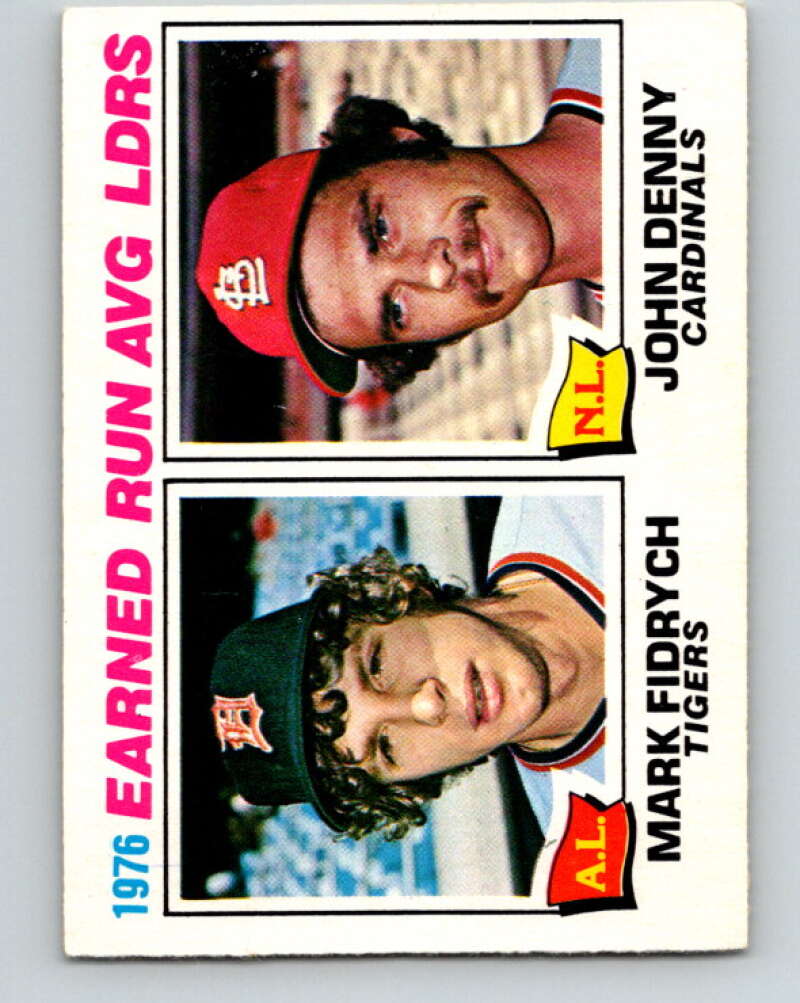 1976 EARNED RUN AVG LDRS
A.L.
MARK FIDRYCH
TIGERS
N.L.
JOHN DENNY
CARDINALS